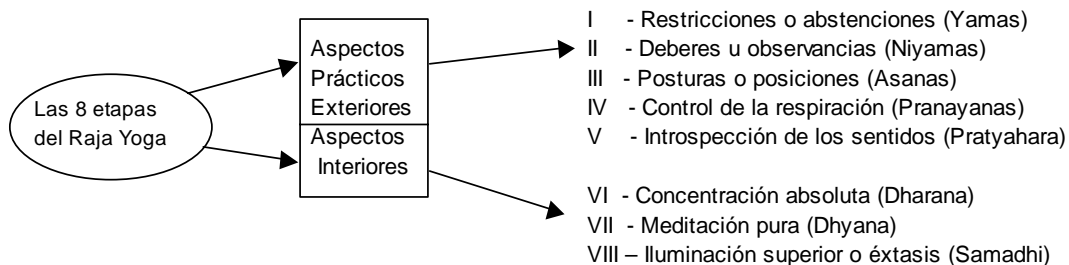 Las 8 etapas
del Raja Yoga
Aspectos
Prácticos
Exteriores
Aspectos
Interiores
I - Restricciones o abstenciones (Yamas)
II - Deberes u observancias (Niyamas)
III - Posturas o posiciones (Asanas)
IV - Control de la respiración (Pranayanas)
V - Introspección de los sentidos (Pratyahara)
VI - Concentración absoluta (Dharana)
VII - Meditación pura (Dhyana)
VIII – Iluminación superior o éxtasis (Samadhi)